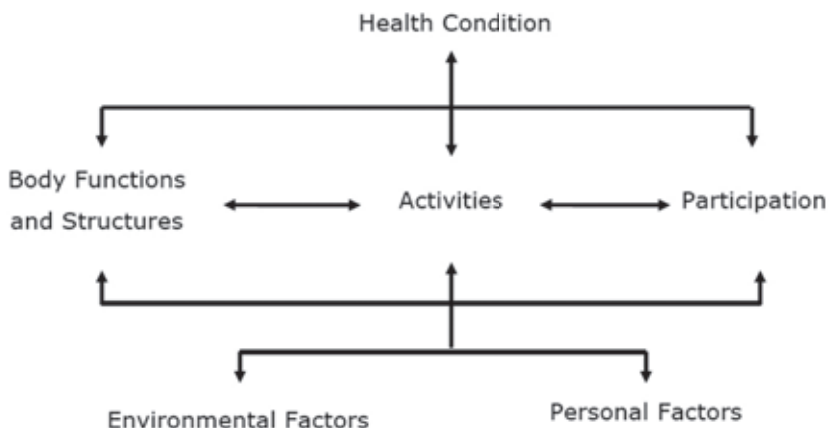 Health Condition
Body Functions
and Structures
Activities
Participation
Environmental Factors
Personal Factors